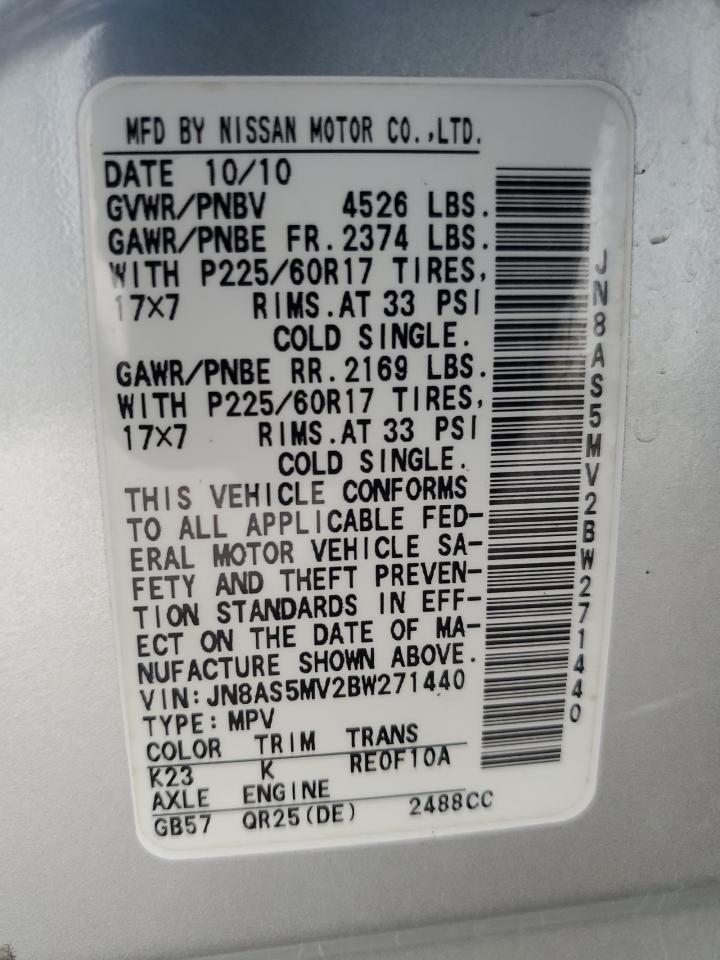 MFD BY NISSAN MOTOR CO.,LTD.
DATE 10/10
GVWR/PNBV 4526 LBS.
GAWR/PNBE FR.2374 LBS.
WITH P225/60R17 TIRES,
17X7 RIMS.AT 33 PSI
COLD SINGLE.
GAWR/PNBE RR.2169 LBS.
WITH P225/60R17 TIRES,
17X7 RIMS.AT 33 PSI
COLD SINGLE.
THIS VEHICLE CONFORMS
TO ALL APPLICABLE FED-
ERAL MOTOR VEHICLE SA-
FETY AND THEFT PREVEN-
TION STANDARDS IN EFF-
ECT ON THE DATE OF MA-
NUFACTURE SHOWN ABOVE.
VIN:JN8AS5MV2BW271440
TYPE:MPV
COLOR TRIM TRANS
K23 K RE0F10A
AXLE ENGINE
GB57 QR25(DE) 2488CC
JN8AS5MV2BW271440